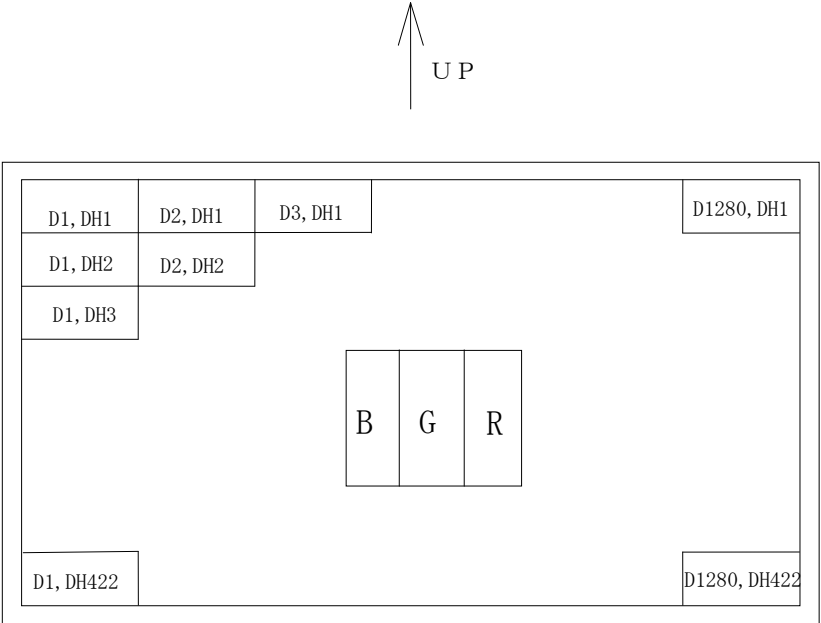 UP
D1,DH1 D2,DH1 D3,DH1 D1280,DH1
D1,DH2 D2,DH2
D1,DH3
B G R
D1,DH422 D1280,DH422